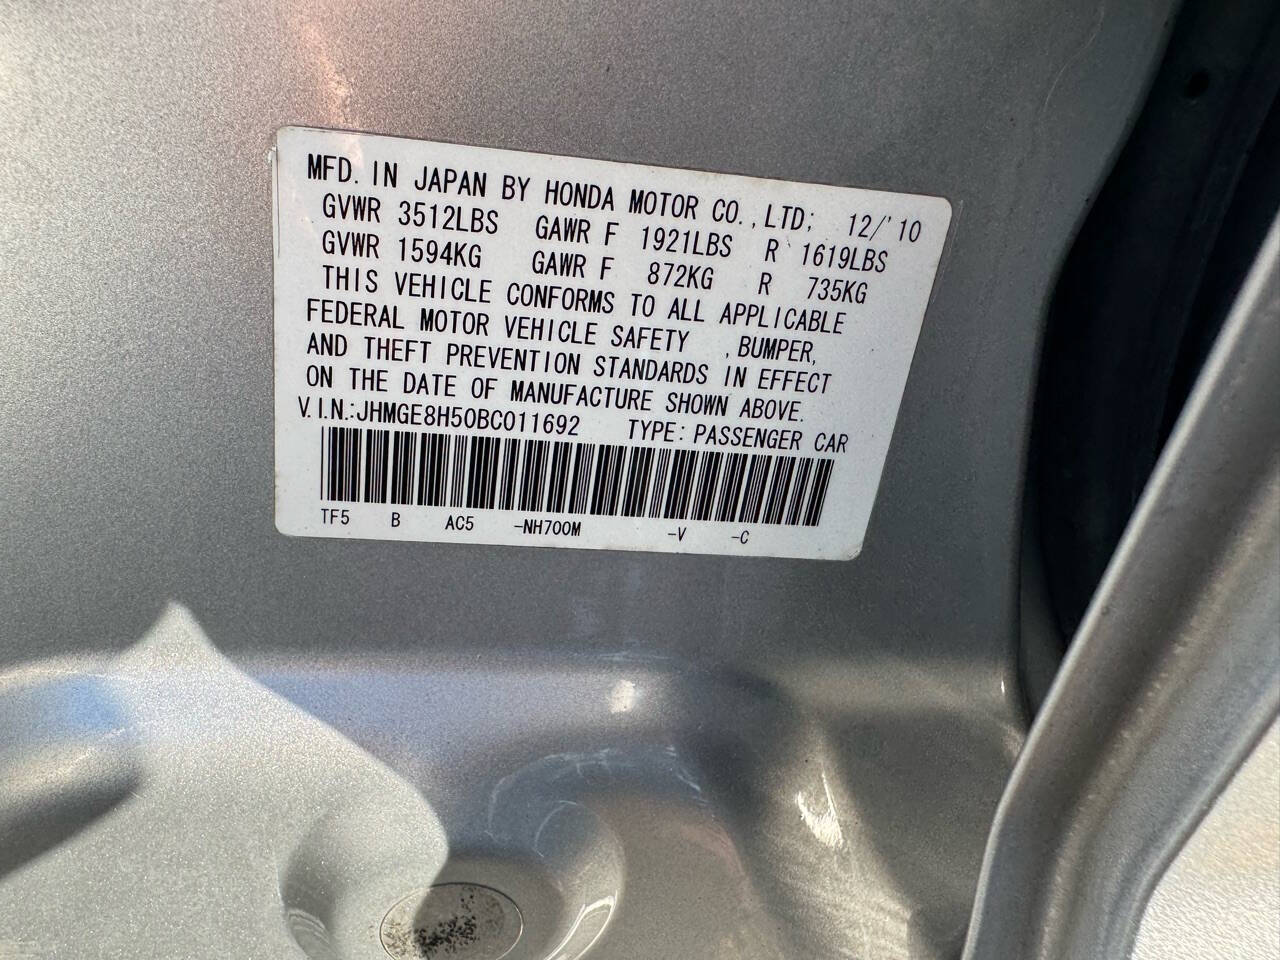 MFD. IN JAPAN BY HONDA MOTOR CO., LTD; 12/'10
GVWR 3512LBS GAWR F 1921LBS R 1619LBS
GVWR 1594KG GAWR F 872KG R 735KG
THIS VEHICLE CONFORMS TO ALL APPLICABLE
FEDERAL MOTOR VEHICLE SAFETY , BUMPER,
AND THEFT PREVENTION STANDARDS IN EFFECT
ON THE DATE OF MANUFACTURE SHOWN ABOVE.
V.I.N.:JHMGE8H50BC011692 TYPE: PASSENGER CAR
TF5 B AC5 -NH700M -V -C